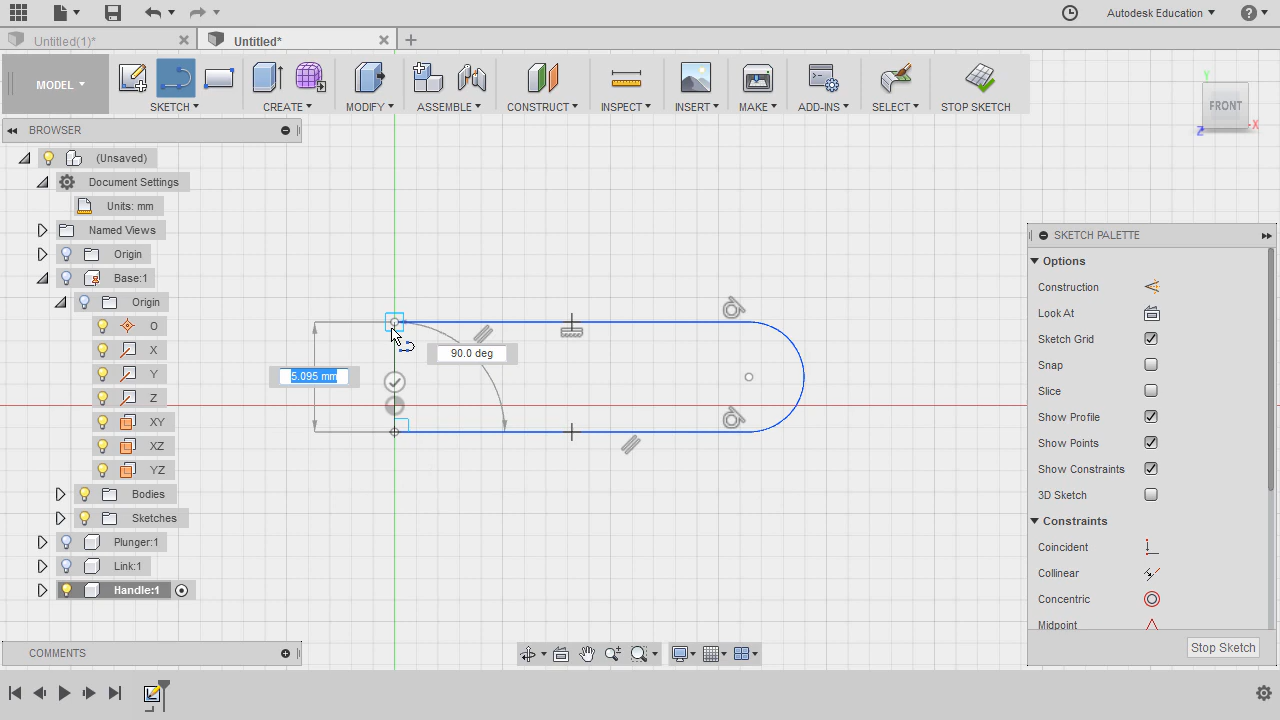 Autodesk Education
Untitled(1)*
Untitled*
MODEL
SKETCH
CREATE
MODIFY
ASSEMBLE
CONSTRUCT
INSPECT
INSERT
MAKE
ADD-INS
SELECT
STOP SKETCH
Y
FRONT
X
Z
BROWSER
(Unsaved)
Document Settings
Units: mm
Named Views
Origin
Base:1
Origin
O
X
Y
Z
XY
XZ
YZ
Bodies
Sketches
Plunger:1
Link:1
Handle:1
5.095 mm
90.0 deg
SKETCH PALETTE
Options
Construction
Look At
Sketch Grid
Snap
Slice
Show Profile
Show Points
Show Constraints
3D Sketch
Constraints
Coincident
Collinear
Concentric
Midpoint
Stop Sketch
COMMENTS